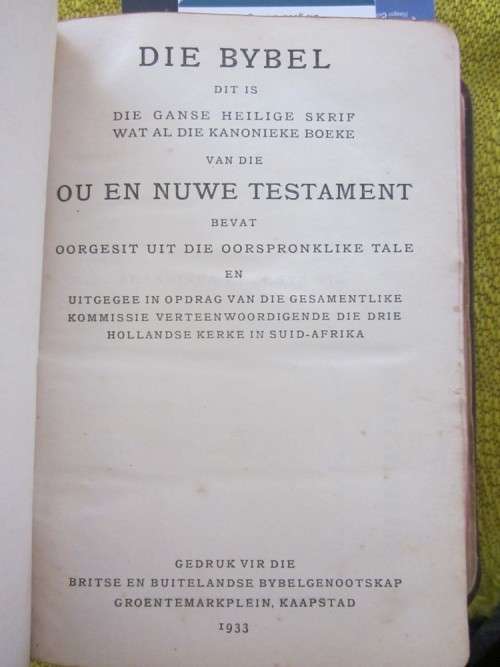 DIE BYBEL
DIT IS
DIE GANSE HEILIGE SKRIF
WAT AL DIE KANONIEKE BOEKE
VAN DIE
OU EN NUWE TESTAMENT
BEVAT
OORGESIT UIT DIE OORSPRONKLIKE TALE
EN
UITGEGEE IN OPDRAG VAN DIE GESAMENTLIKE
KOMMISSIE VERTEENWOORDIGENDE DIE DRIE
HOLLANDSE KERKE IN SUID-AFRIKA
GEDRUK VIR DIE
BRITSE EN BUITELANDSE BYBELGENOOTSKAP
GROENTEMARKPLEIN, KAAPSTAD
1933